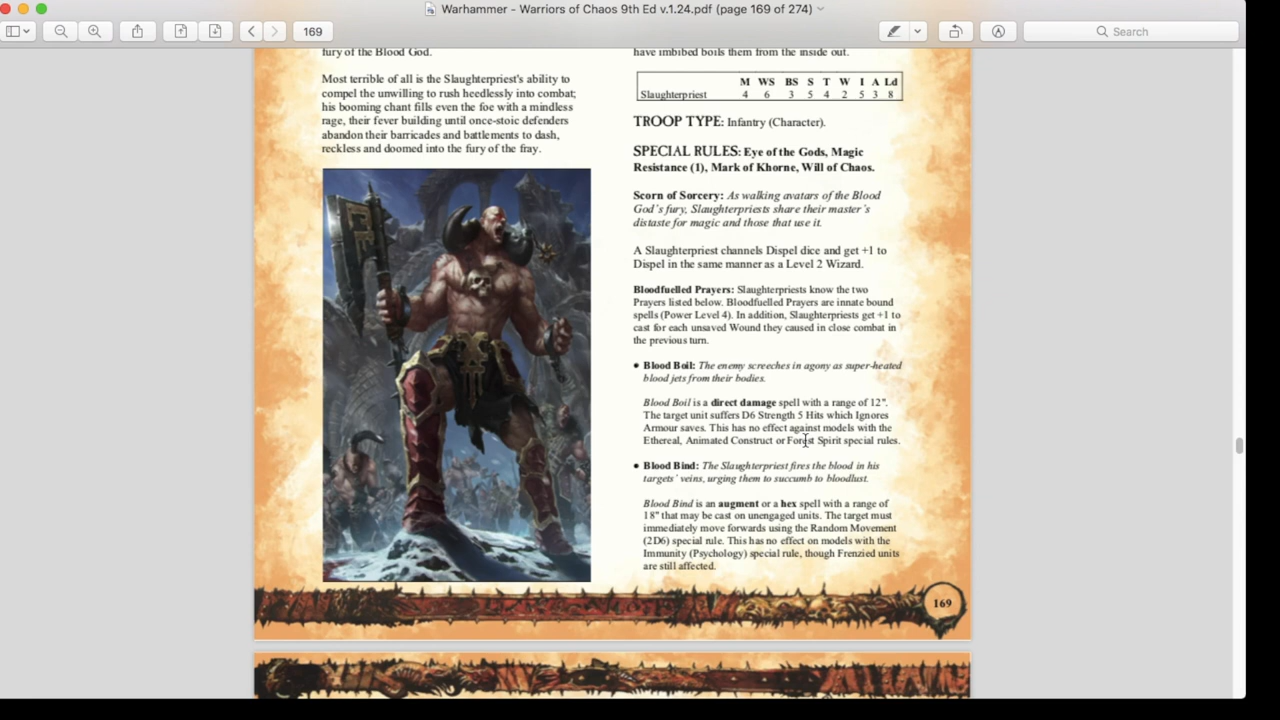 Warhammer - Warriors of Chaos 9th Ed v.1.24.pdf (page 169 of 274)
169
Search
fury of the Blood God.
Most terrible of all is the Slaughterpriest's ability to
compel the unwilling to rush heedlessly into combat;
his booming chant fills even the foe with a mindless
rage, their fever building until once-stoic defenders
abandon their barricades and battlements to dash,
reckless and doomed into the fury of the fray.
have imbibed boils them from the inside out.
M WS BS S T W I A Ld
Slaughterpriest 4 6 3 5 4 2 5 3 8
TROOP TYPE: Infantry (Character).
SPECIAL RULES: Eye of the Gods, Magic
Resistance (1), Mark of Khorne, Will of Chaos.
Scorn of Sorcery: As walking avatars of the Blood
God's fury, Slaughterpriests share their master's
distaste for magic and those that use it.
A Slaughterpriest channels Dispel dice and get +1 to
Dispel in the same manner as a Level 2 Wizard.
Bloodfuelled Prayers: Slaughterpriests know the two
Prayers listed below. Bloodfuelled Prayers are innate bound
spells (Power Level 4). In addition, Slaughterpriests get +1 to
cast for each unsaved Wound they caused in close combat in
the previous turn.
• Blood Boil: The enemy screeches in agony as super-heated
blood jets from their bodies.
Blood Boil is a direct damage spell with a range of 12".
The target unit suffers D6 Strength 5 Hits which Ignores
Armour saves. This has no effect against models with the
Ethereal, Animated Construct or Forest Spirit special rules.
• Blood Bind: The Slaughterpriest fires the blood in his
targets' veins, urging them to succumb to bloodlust.
Blood Bind is an augment or a hex spell with a range of
18" that may be cast on unengaged units. The target must
immediately move forwards using the Random Movement
(2D6) special rule. This has no effect on models with the
Immunity (Psychology) special rule, though Frenzied units
are still affected.
169